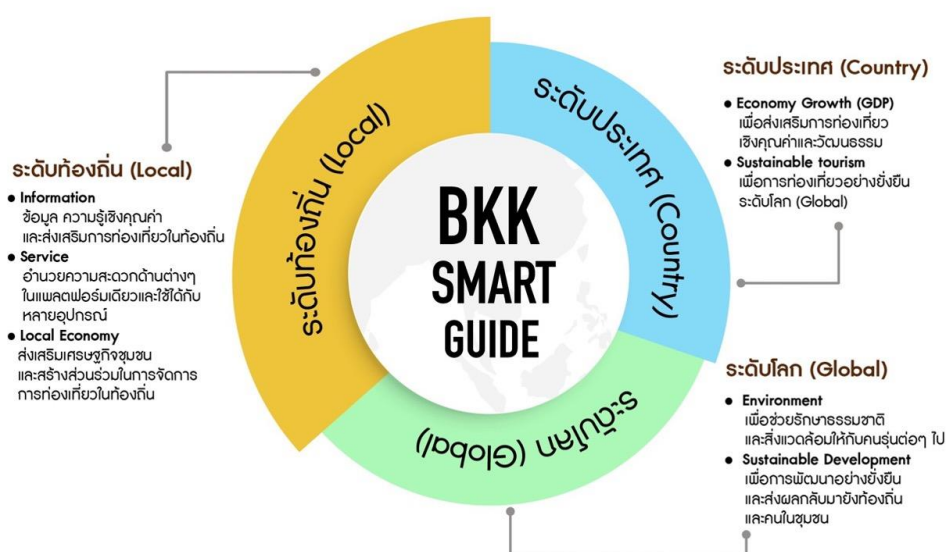 ระดับท้องถิ่น (Local)
● Information
ข้อมูล ความรู้เชิงคุณค่า
และส่งเสริมการท่องเที่ยวในท้องถิ่น
● Service
อำนวยความสะดวกด้านต่างๆ
ในแพลตฟอร์มเดียวและใช้ได้กับ
หลายอุปกรณ์
● Local Economy
ส่งเสริมเศรษฐกิจชุมชน
และสร้างส่วนร่วมในการจัดการ
การท่องเที่ยวในท้องถิ่น
ระดับท้องถิ่น (Local)
ระดับประเทศ (Country)
ระดับโลก (Global)
BKK
SMART
GUIDE
ระดับประเทศ (Country)
● Economy Growth (GDP)
เพื่อส่งเสริมการท่องเที่ยว
เชิงคุณค่าและวัฒนธรรม
● Sustainable tourism
เพื่อการท่องเที่ยวอย่างยั่งยืน
ระดับโลก (Global)
ระดับโลก (Global)
● Environment
เพื่อช่วยรักษาธรรมชาติ
และสิ่งแวดล้อมให้กับคนรุ่นต่อๆ ไป
● Sustainable Development
เพื่อการพัฒนาอย่างยั่งยืน
และส่งผลกลับมายังท้องถิ่น
และคนในชุมชน